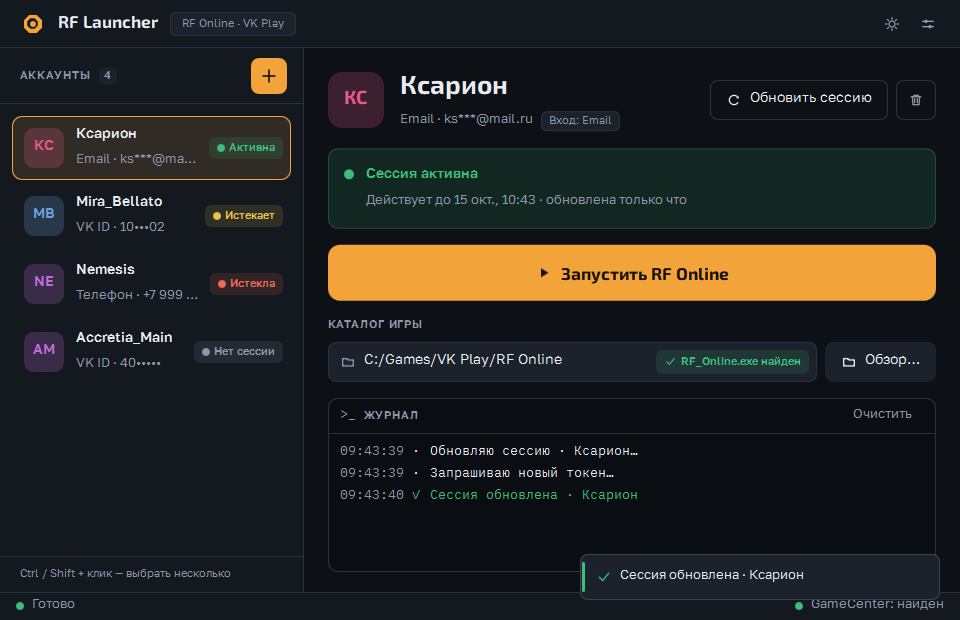 RF Launcher
RF Online · VK Play
АККАУНТЫ 4
КС
Ксарион
Email · ks***@ma...
Активна
MB
Mira_Bellato
VK ID · 10•••02
Истекает
NE
Nemesis
Телефон · +7 999 ...
Истекла
AM
Accretia_Main
VK ID · 40•••••
Нет сессии
Ctrl / Shift + клик — выбрать несколько
КС
Ксарион
Email · ks***@mail.ru
Вход: Email
Обновить сессию
Сессия активна
Действует до 15 окт., 10:43 · обновлена только что
Запустить RF Online
КАТАЛОГ ИГРЫ
C:/Games/VK Play/RF Online
✓ RF_Online.exe найден
Обзор...
>_ ЖУРНАЛ
Очистить
09:43:39 · Обновляю сессию · Ксарион…
09:43:39 · Запрашиваю новый токен…
09:43:40 √ Сессия обновлена · Ксарион
✓ Сессия обновлена · Ксарион
Готово
GameCenter: найден